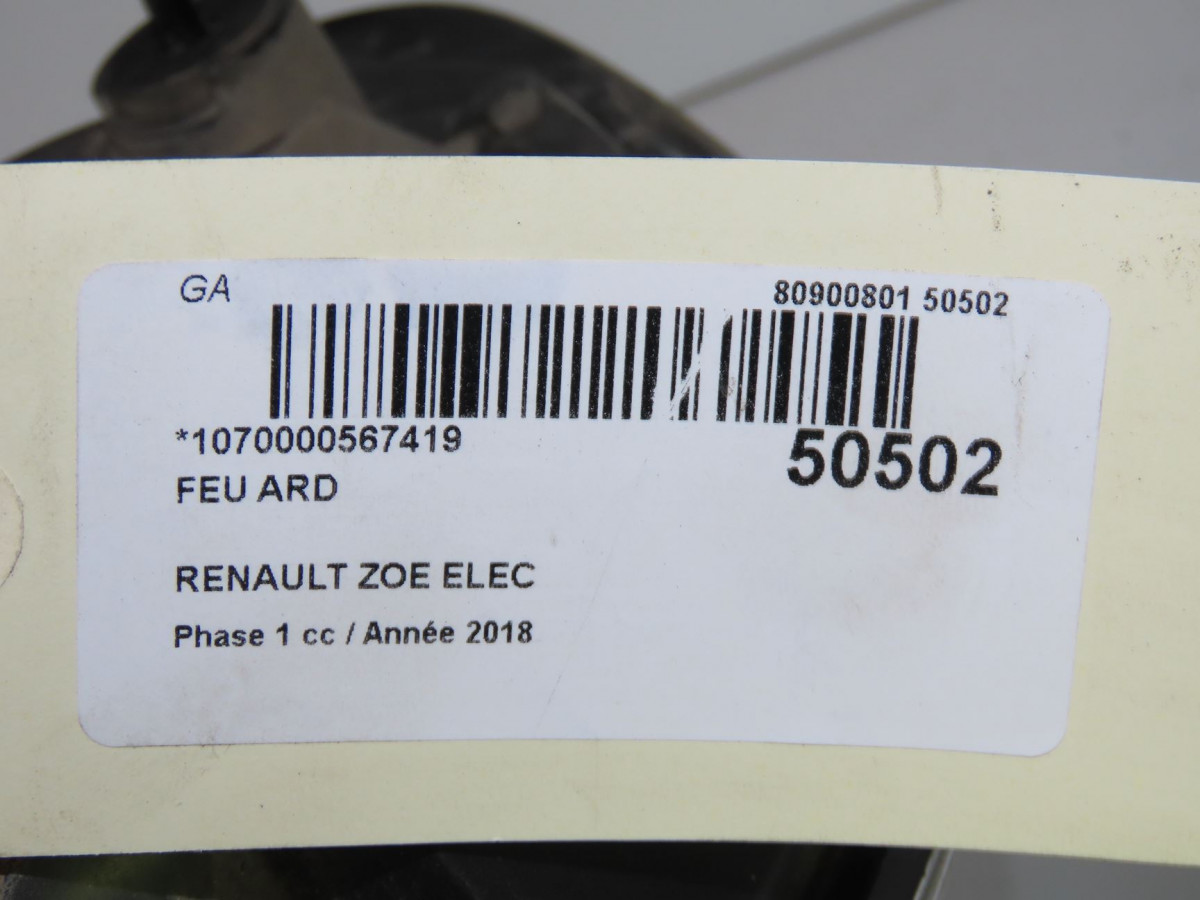 GA 80900801 50502
*1070000567419 50502
FEU ARD
RENAULT ZOE ELEC
Phase 1 cc / Année 2018